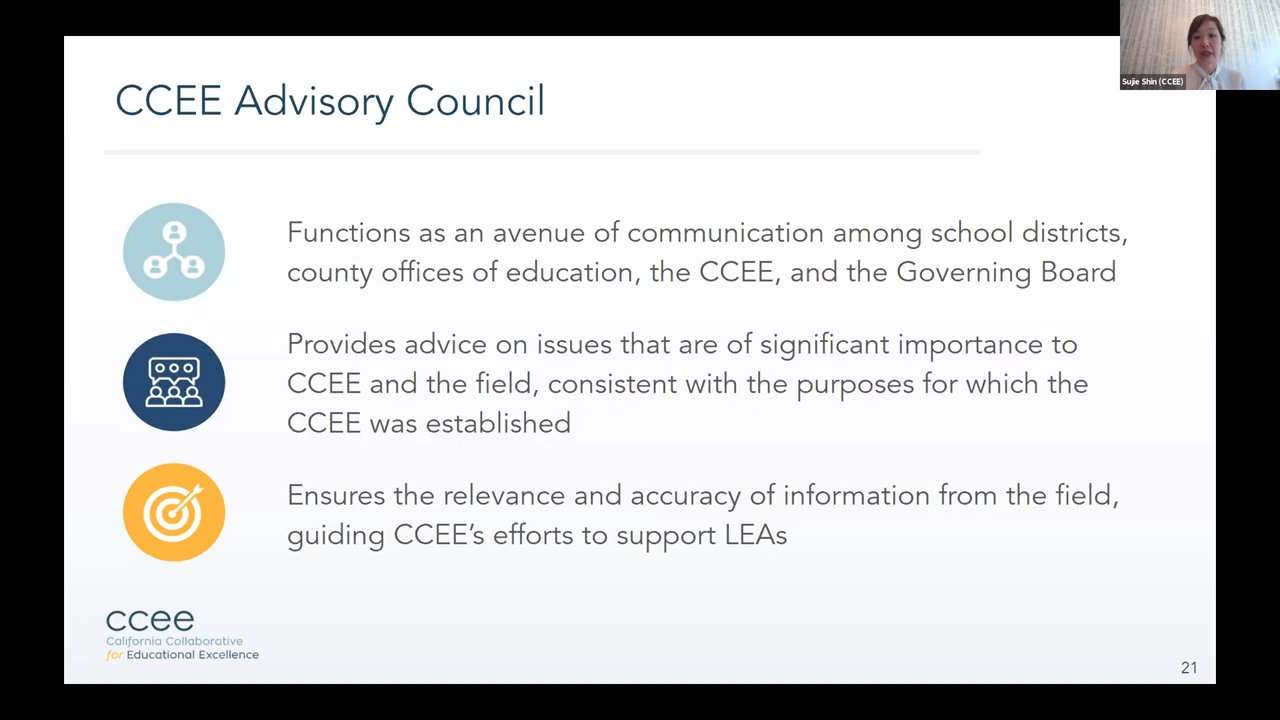 Sujie Shin (CCEE)
CCEE Advisory Council
Functions as an avenue of communication among school districts,
county offices of education, the CCEE, and the Governing Board
Provides advice on issues that are of significant importance to
CCEE and the field, consistent with the purposes for which the
CCEE was established
Ensures the relevance and accuracy of information from the field,
guiding CCEE’s efforts to support LEAs
ccee
California Collaborative
for Educational Excellence
21